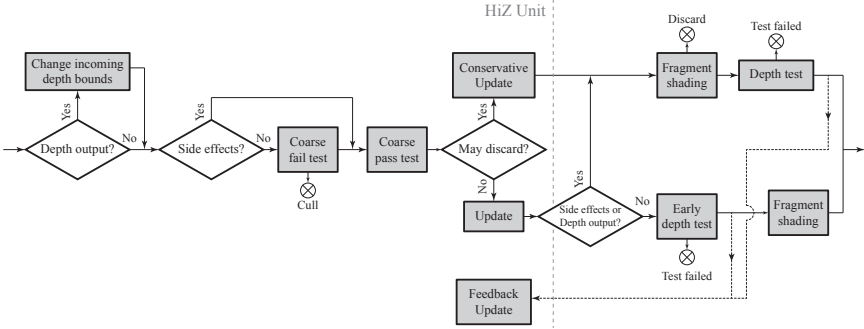 HiZ Unit
Change incoming
depth bounds
Yes
Depth output?
No
Yes
Side effects?
No
Coarse
fail test
Cull
Coarse
pass test
Conservative
Update
Yes
May discard?
No
Update
Discard
Fragment
shading
Test failed
Depth test
Yes
Side effects or
Depth output?
No
Early
depth test
Test failed
Fragment
shading
Feedback
Update